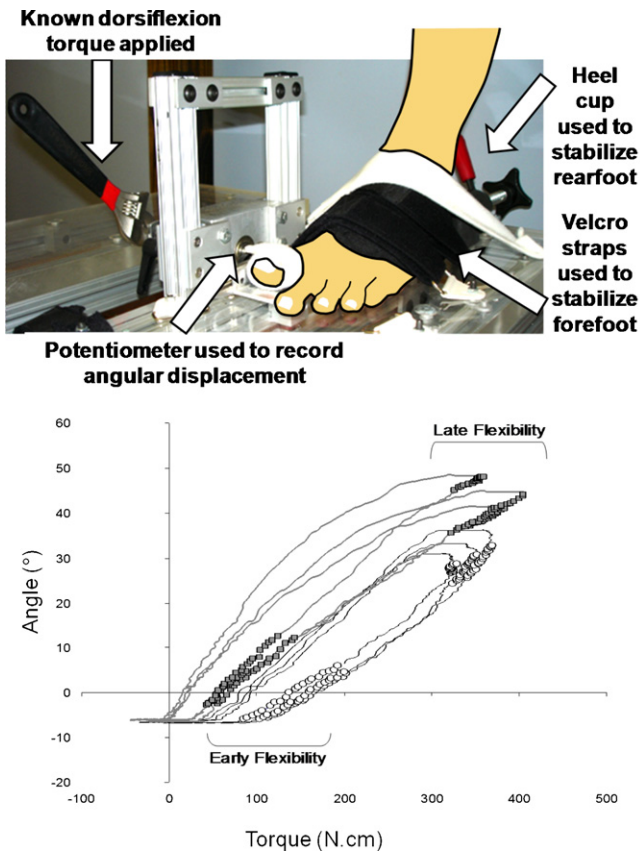 Known dorsiflexion
torque applied
Heel
cup
used to
stabilize
rearfoot
Velcro
straps
used to
stabilize
forefoot
Potentiometer used to record
angular displacement
60
50
40
30
20
10
0
-10
-20
Angle (°)
Late Flexibility
Early Flexibility
-100 0 100 200 300 400 500
Torque (N.cm)